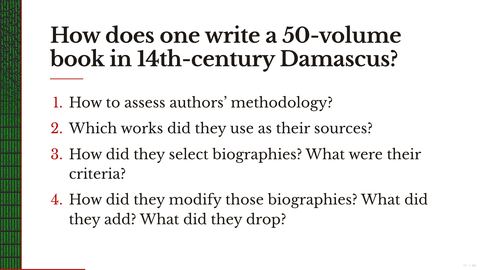 How does one write a 50-volume
book in 14th-century Damascus?
1. How to assess authors’ methodology?
2. Which works did they use as their sources?
3. How did they select biographies? What were their
criteria?
4. How did they modify those biographies? What did
they add? What did they drop?